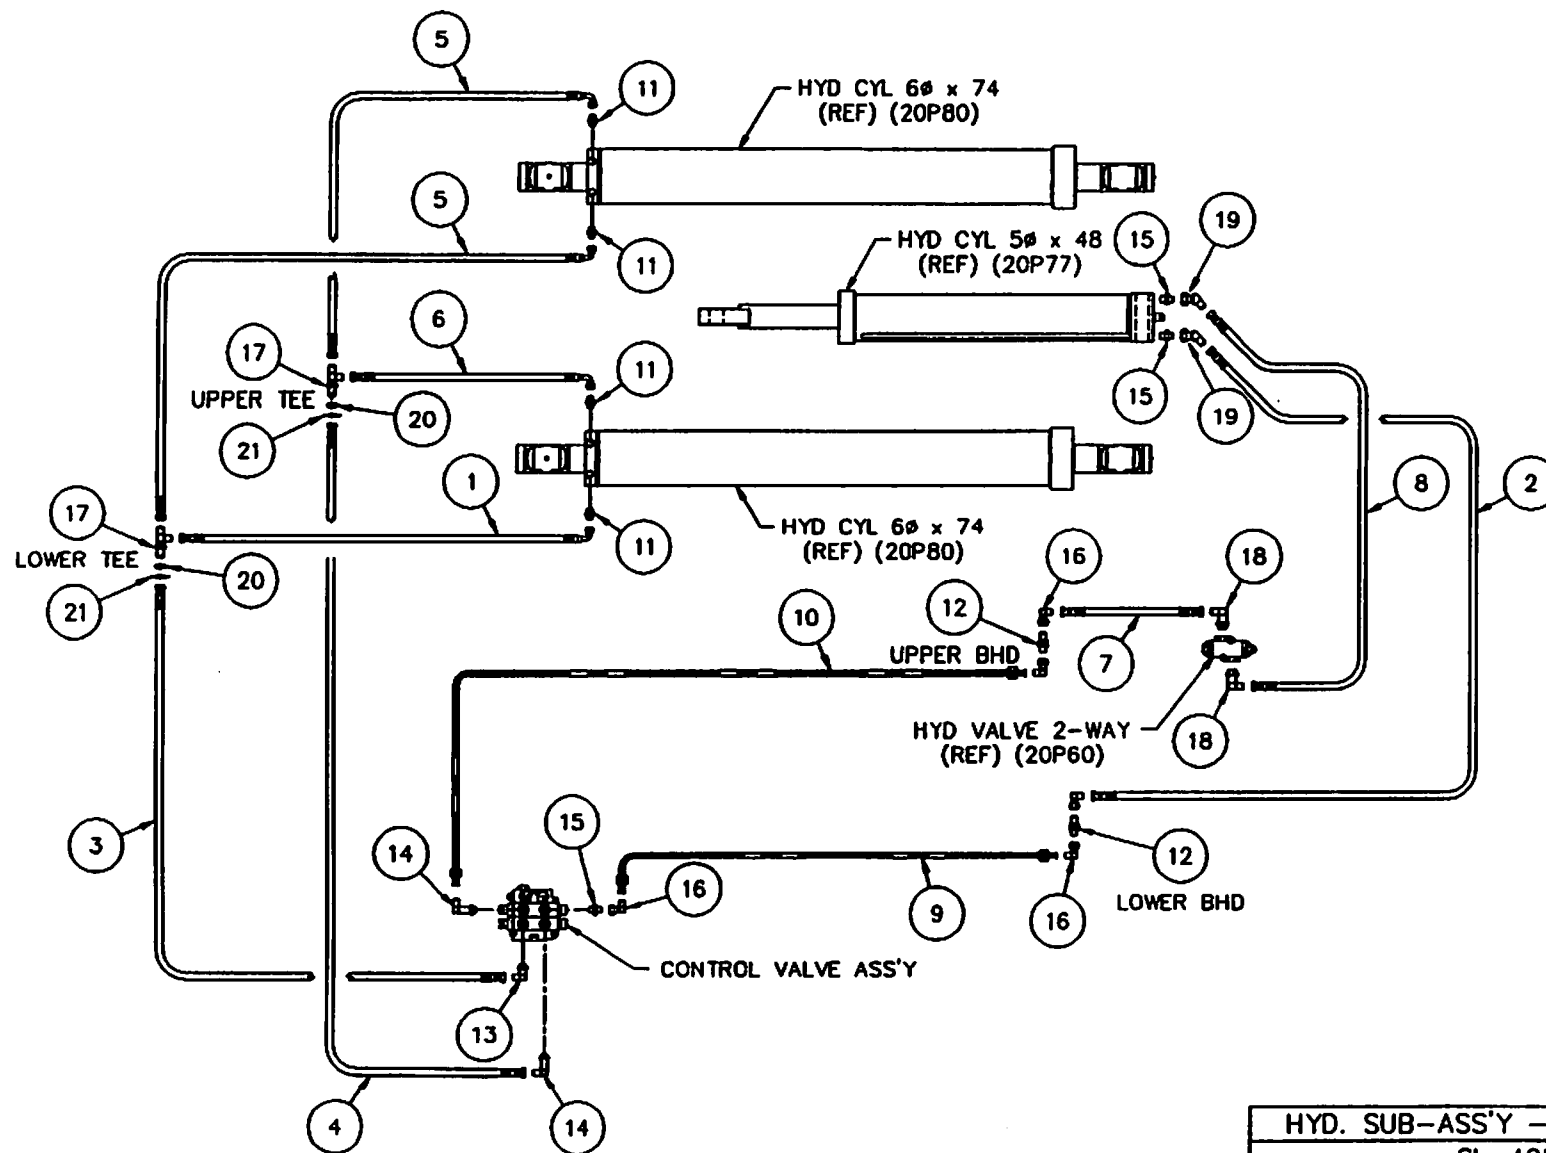 5
11
HYD CYL 6ø x 74
(REF) (20P80)
5
11
HYD CYL 5ø x 48
(REF) (20P77)
15
19
6
17
11
UPPER TEE
20
21
15
19
1
8
2
17
HYD CYL 6ø x 74
(REF) (20P80)
11
LOWER TEE
20
21
16
18
12
10
UPPER BHD
7
HYD VALVE 2-WAY
(REF) (20P60)
18
3
14
15
16
9
12
16
LOWER BHD
CONTROL VALVE ASS'Y
13
4
14
HYD. SUB-ASS'Y -